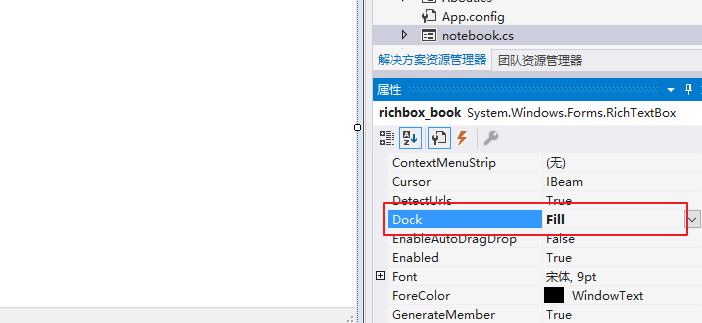 App.config
notebook.cs
解决方案资源管理器 团队资源管理器
属性
richbox_book System.Windows.Forms.RichTextBox
ContextMenuStrip (无)
Cursor IBeam
DetectUrls True
Dock Fill
EnableAutoDragDrop False
Enabled True
Font 宋体, 9pt
ForeColor WindowText
GenerateMember True